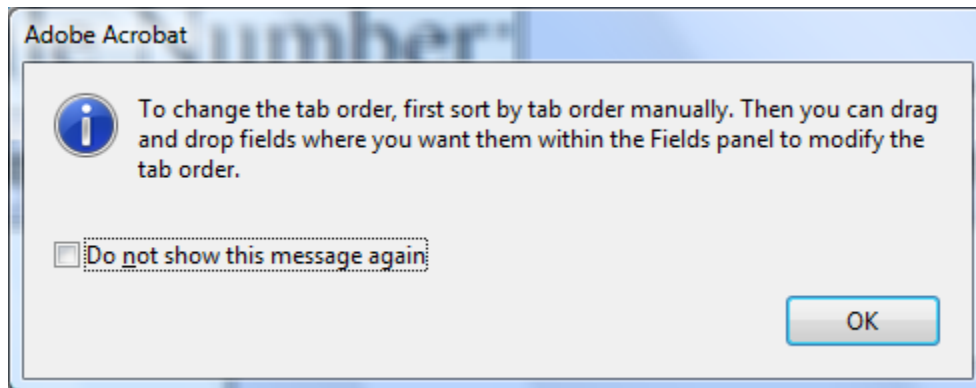 Adobe Acrobat
Number:
To change the tab order, first sort by tab order manually. Then you can drag
and drop fields where you want them within the Fields panel to modify the
tab order.
Do not show this message again
OK